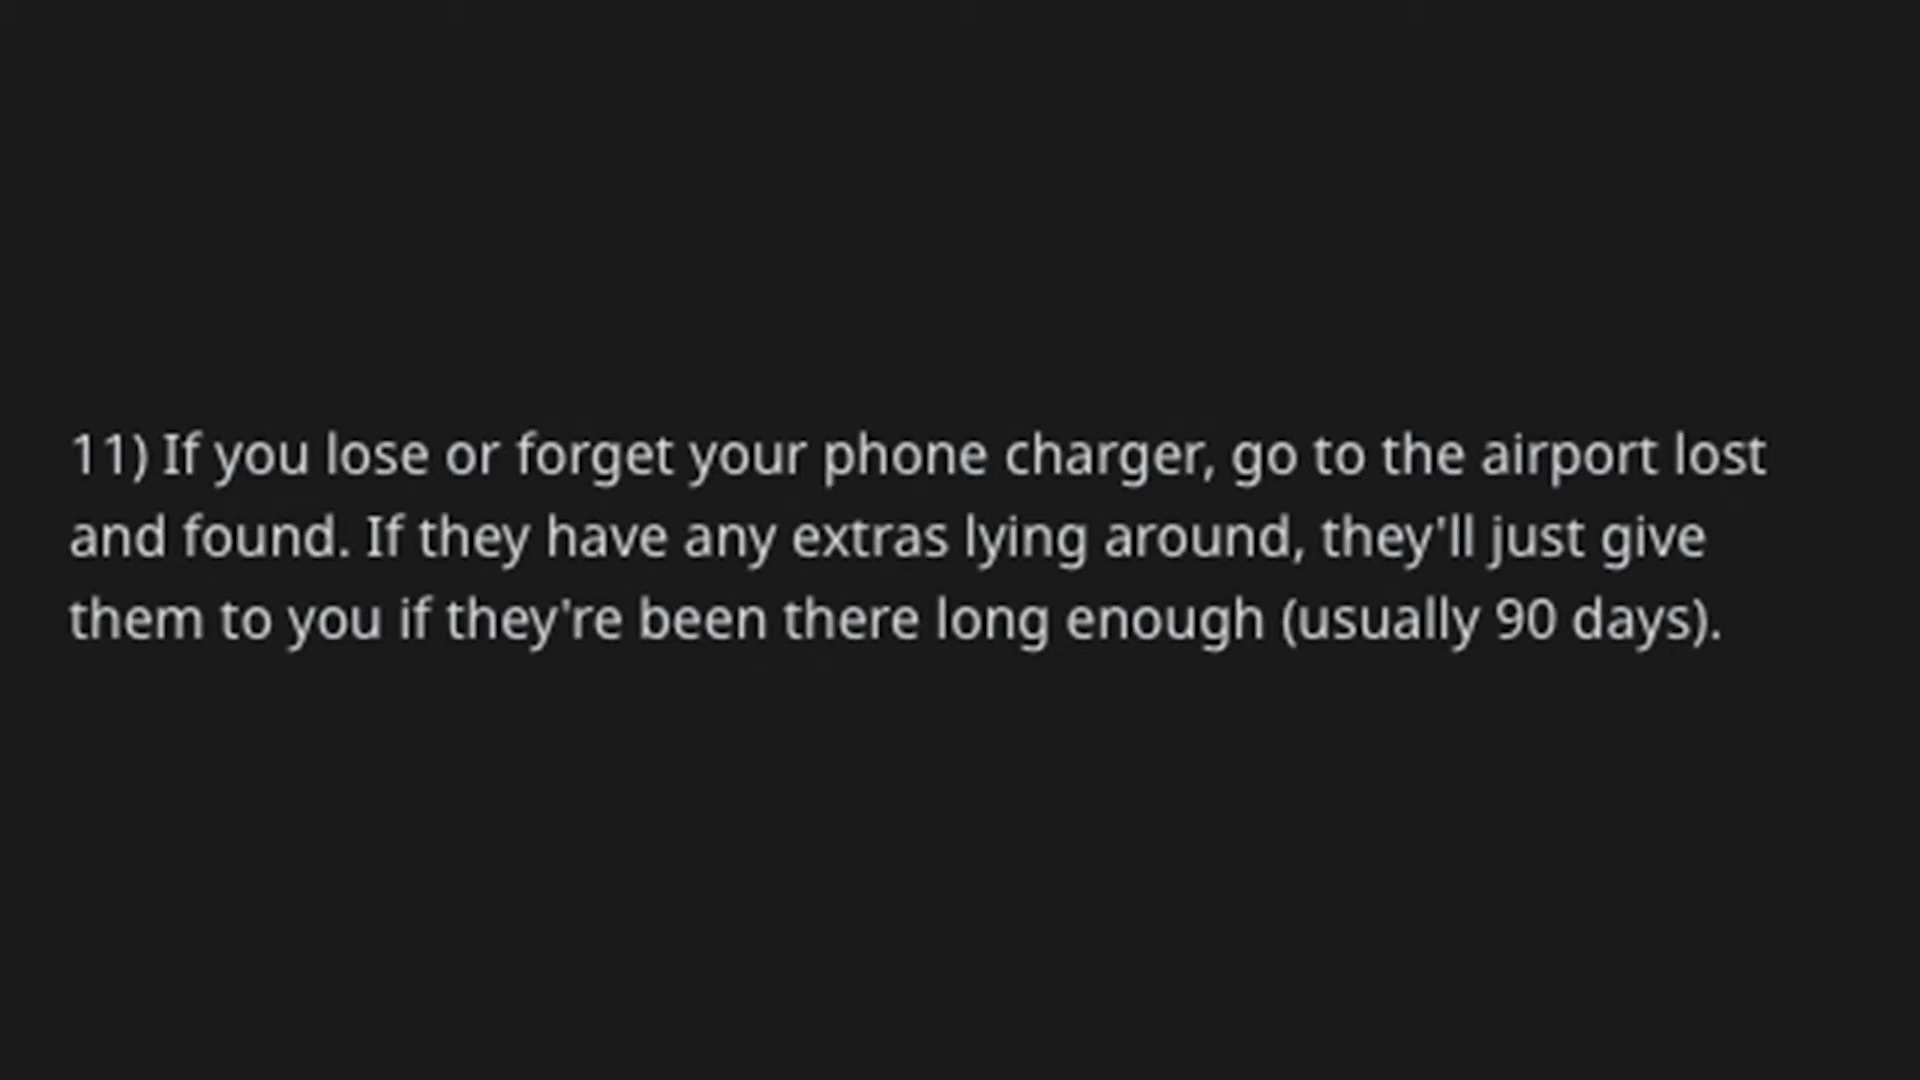 11) If you lose or forget your phone charger, go to the airport lost
and found. If they have any extras lying around, they'll just give
them to you if they're been there long enough (usually 90 days).